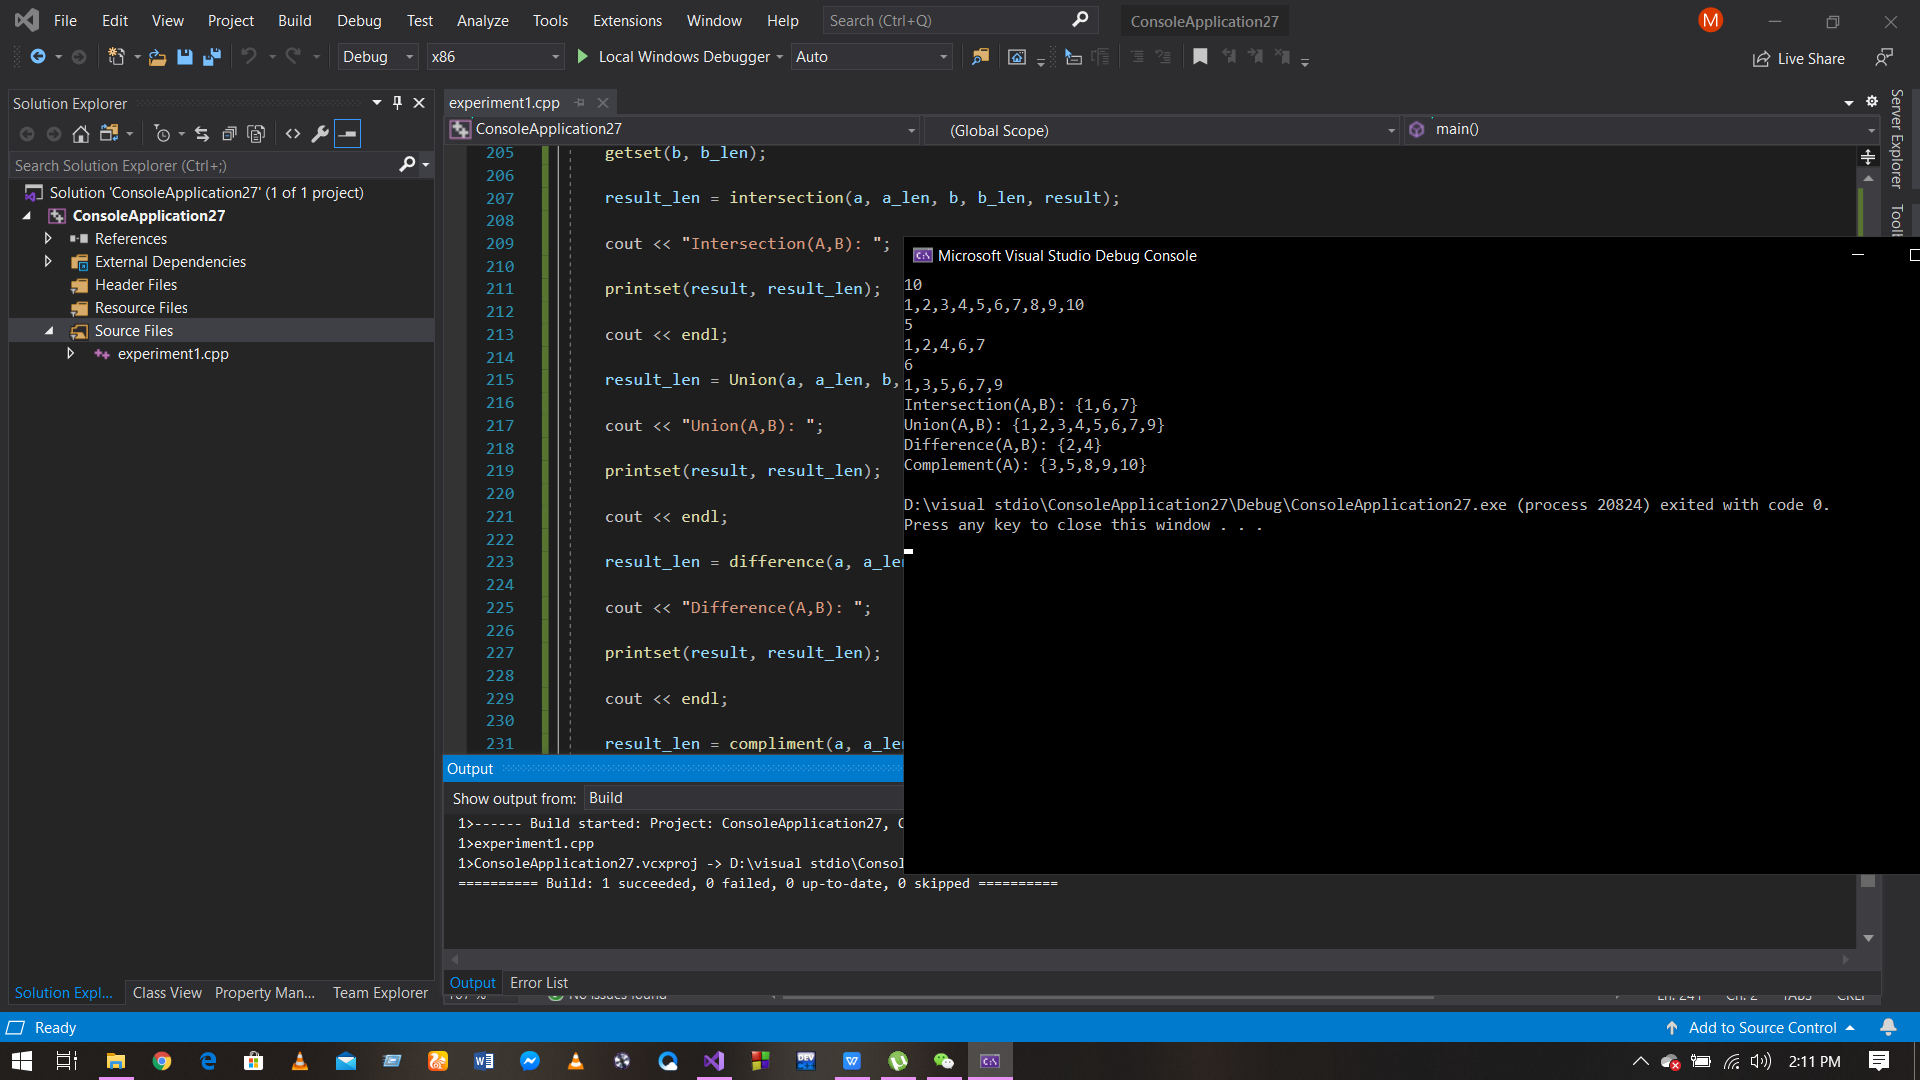 File Edit View Project Build Debug Test Analyze Tools Extensions Window Help Search (Ctrl+Q) ConsoleApplication27 M
Debug x86 Local Windows Debugger Auto Live Share
Solution Explorer
Search Solution Explorer (Ctrl+;)
Solution 'ConsoleApplication27' (1 of 1 project)
ConsoleApplication27
References
External Dependencies
Header Files
Resource Files
Source Files
experiment1.cpp
Solution Expl... Class View Property Man... Team Explorer
experiment1.cpp
ConsoleApplication27 (Global Scope) main()
205 getset(b, b_len);
206
207 result_len = intersection(a, a_len, b, b_len, result);
208
209 cout << "Intersection(A,B): ";
210
211 printset(result, result_len);
212
213 cout << endl;
214
215 result_len = Union(a, a_len, b,
216
217 cout << "Union(A,B): ";
218
219 printset(result, result_len);
220
221 cout << endl;
222
223 result_len = difference(a, a_len
224
225 cout << "Difference(A,B): ";
226
227 printset(result, result_len);
228
229 cout << endl;
230
231 result_len = compliment(a, a_len
Server Explorer
Microsoft Visual Studio Debug Console
10
1,2,3,4,5,6,7,8,9,10
5
1,2,4,6,7
6
1,3,5,6,7,9
Intersection(A,B): {1,6,7}
Union(A,B): {1,2,3,4,5,6,7,9}
Difference(A,B): {2,4}
Complement(A): {3,5,8,9,10}
D:\visual stdio\ConsoleApplication27\Debug\ConsoleApplication27.exe (process 20824) exited with code 0.
Press any key to close this window . . .
Output
Show output from: Build
1>------ Build started: Project: ConsoleApplication27, C
1>experiment1.cpp
1>ConsoleApplication27.vcxproj -> D:\visual stdio\Consol
========== Build: 1 succeeded, 0 failed, 0 up-to-date, 0 skipped ==========
Output Error List
No issues found
Ready Add to Source Control
2:11 PM